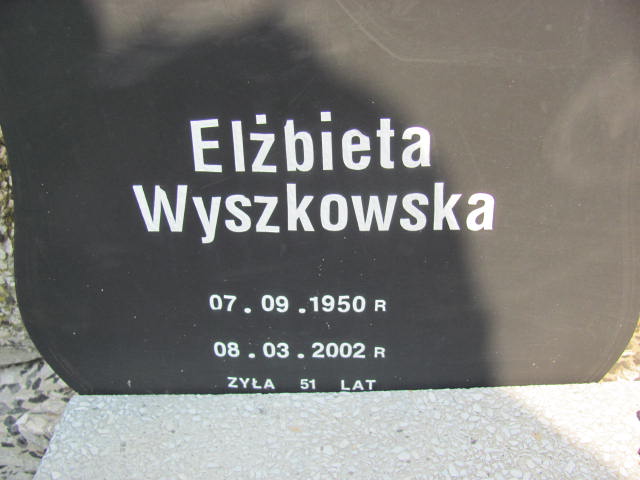 Elżbieta
Wyszkowska
07.09.1950 R
08.03.2002 R
ZYŁA 51 LAT